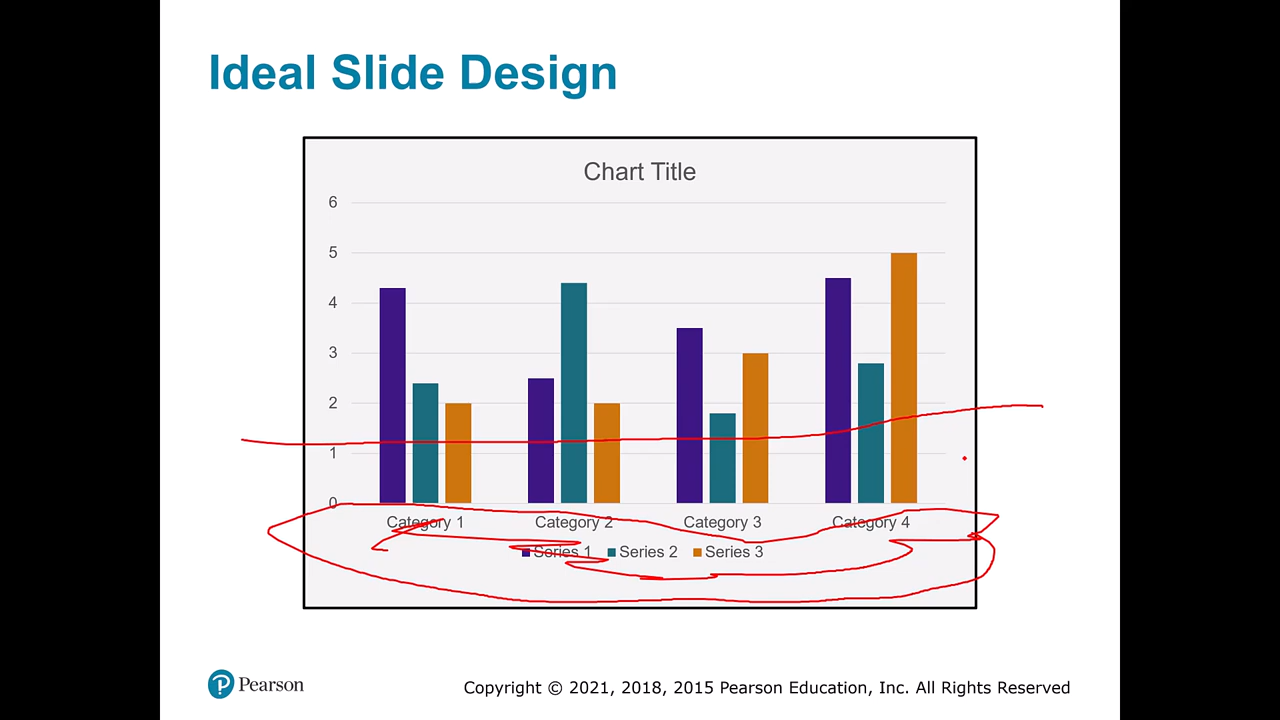 Ideal Slide Design
Chart Title
6
5
4
3
2
1
0
Category 1 Category 2 Category 3 Category 4
Series 1 Series 2 Series 3
Pearson
Copyright © 2021, 2018, 2015 Pearson Education, Inc. All Rights Reserved